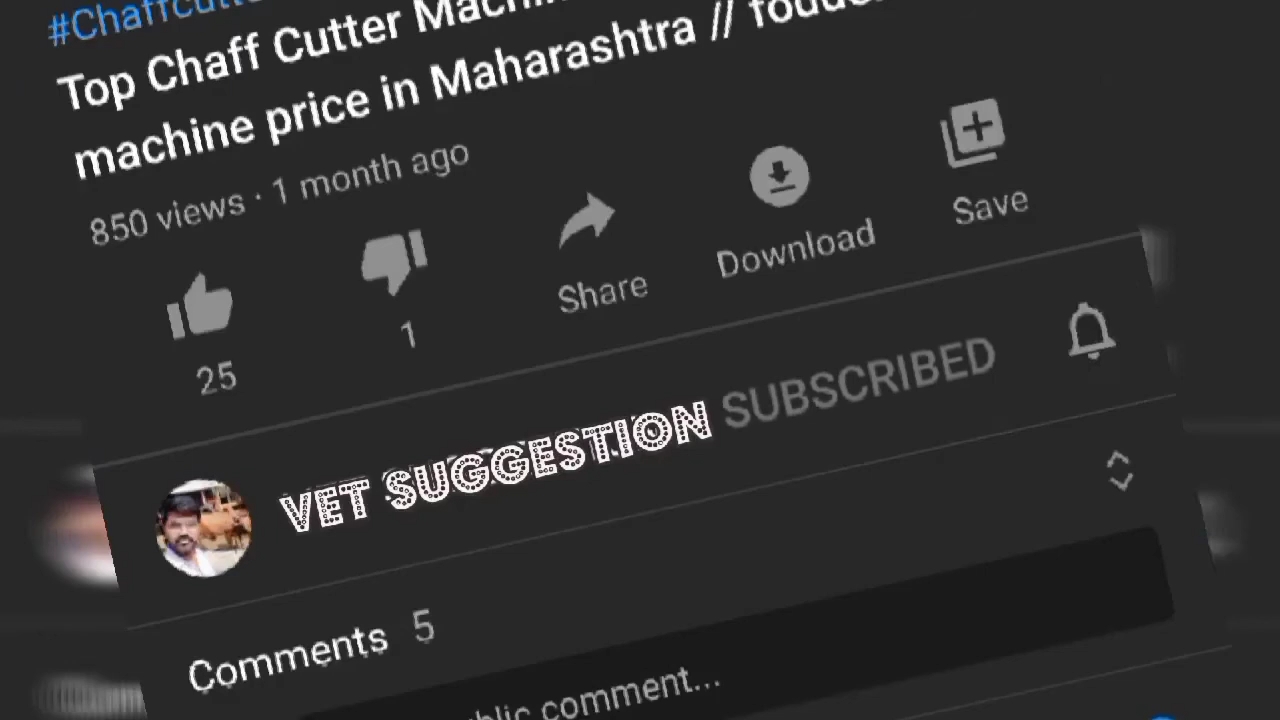 Top Chaff Cutter
machine price in Maharashtra //
850 views · 1 month ago
25
1
Share
Download
Save
VET SUGGESTION SUBSCRIBED
Comments 5
comment...